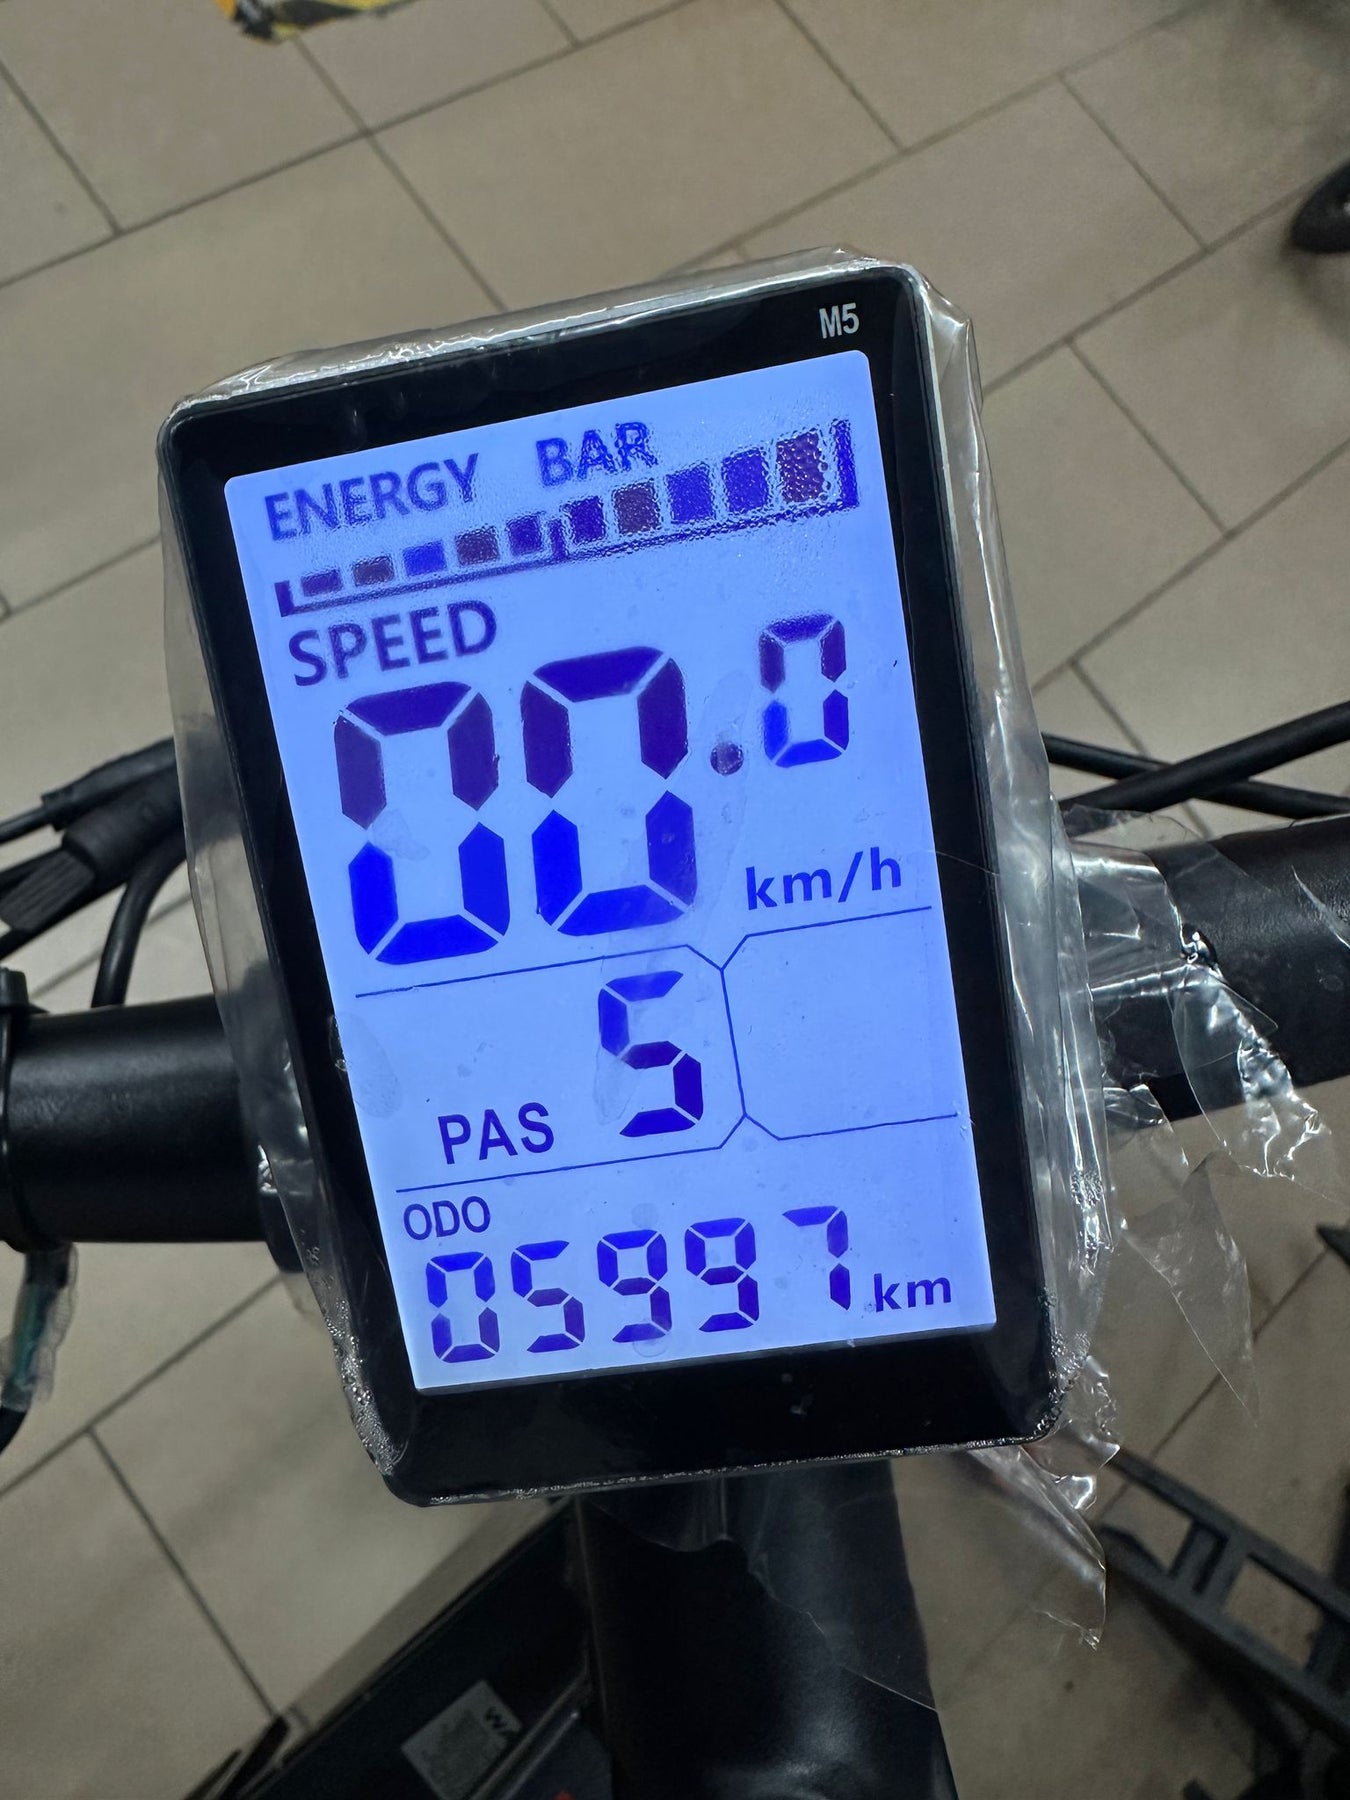 M5
ENERGY BAR
SPEED
00.0
km/h
PAS 5
ODO
05997 km